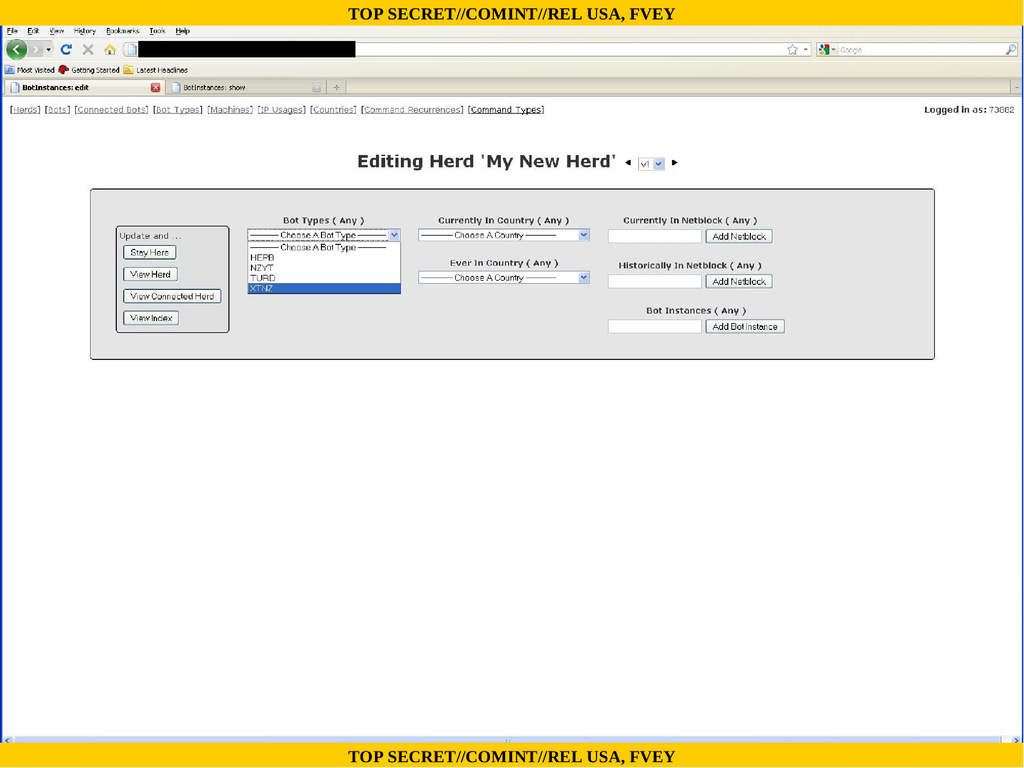 TOP SECRET//COMINT//REL USA, FVEY
File Edit View History Bookmarks Tools Help
Google
Most Visited Getting Started Latest Headlines
BotInstances: edit BotInstances: show
[Herds] [Bots] [Connected Bots] [Bot Types] [Machines] [IP Usages] [Countries] [Command Recurrences] [Command Types] Logged in as: 73862
Editing Herd 'My New Herd' v1
Bot Types ( Any ) Currently In Country ( Any ) Currently In Netblock ( Any )
Update and ... Choose A Bot Type Choose A Country Add Netblock
Stay Here Choose A Bot Type
HERB Ever In Country ( Any ) Historically In Netblock ( Any )
View Herd NZYT
TURD Choose A Country Add Netblock
View Connected Herd XTNZ
Bot Instances ( Any )
View Index Add Bot Instance
TOP SECRET//COMINT//REL USA, FVEY